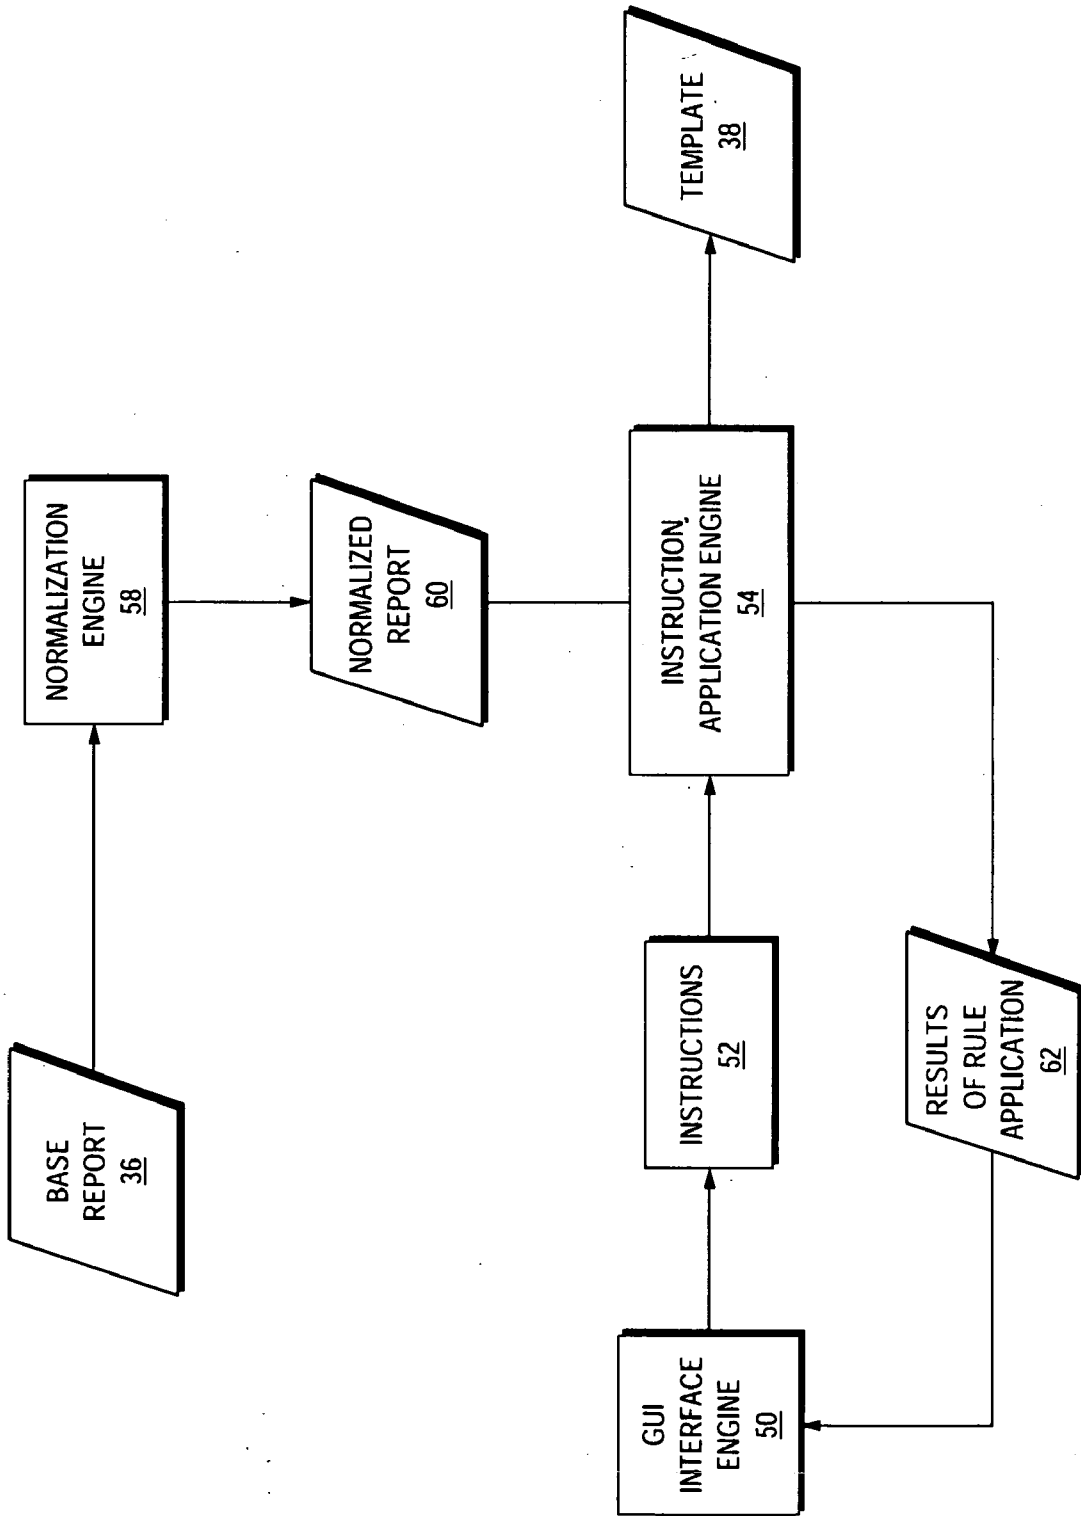 BASE
REPORT
36
NORMALIZATION
ENGINE
58
NORMALIZED
REPORT
60
GUI
INTERFACE
ENGINE
50
INSTRUCTIONS
52
INSTRUCTION
APPLICATION ENGINE
54
TEMPLATE
38
RESULTS
OF RULE
APPLICATION
62